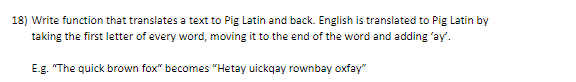 18) Write function that translates a text to Pig Latin and back. English is translated to Pig Latin by
taking the first letter of every word, moving it to the end of the word and adding ‘ay’.
E.g. “The quick brown fox” becomes “Hetay uickqay rownbay oxfay”